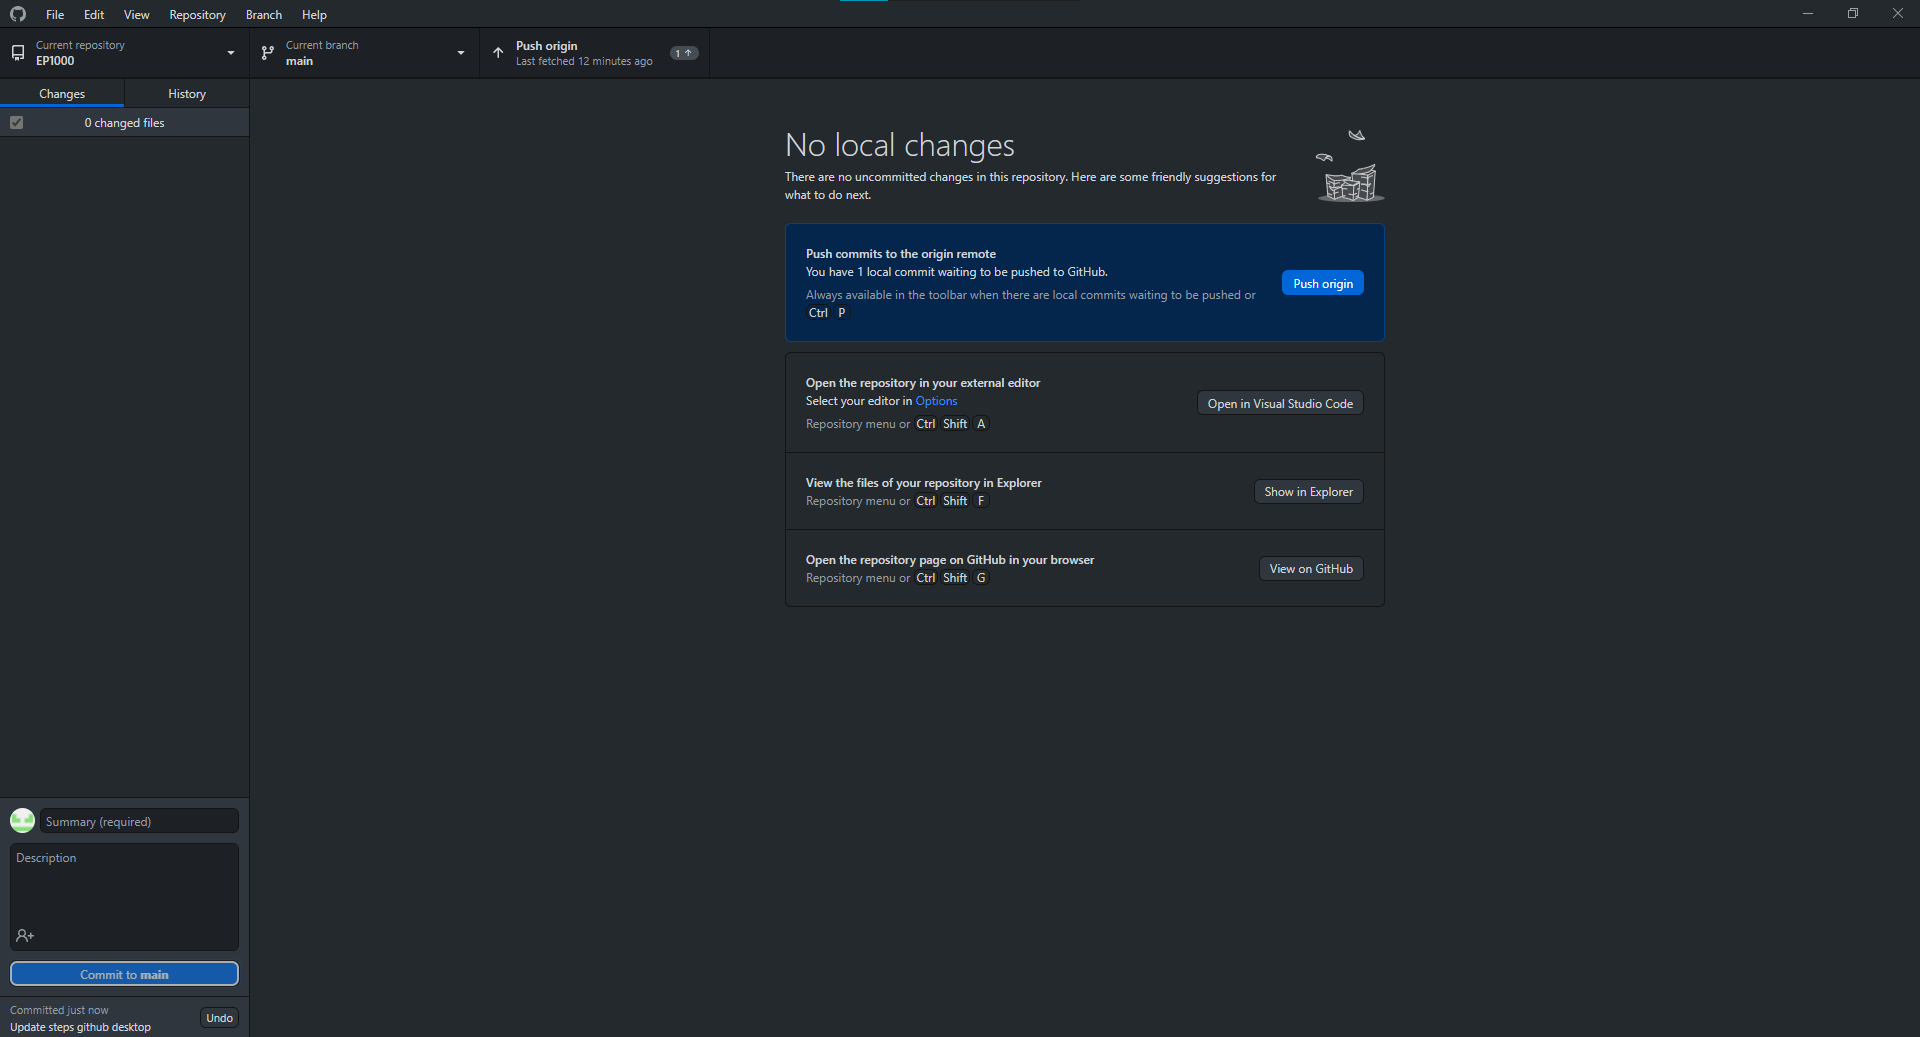 File Edit View Repository Branch Help
Current repository
EP1000
Current branch
main
Push origin
Last fetched 12 minutes ago
1
Changes
History
0 changed files
No local changes
There are no uncommitted changes in this repository. Here are some friendly suggestions for
what to do next.
Push commits to the origin remote
You have 1 local commit waiting to be pushed to GitHub.
Always available in the toolbar when there are local commits waiting to be pushed or
Ctrl P
Push origin
Open the repository in your external editor
Select your editor in Options
Repository menu or Ctrl Shift A
Open in Visual Studio Code
View the files of your repository in Explorer
Repository menu or Ctrl Shift F
Show in Explorer
Open the repository page on GitHub in your browser
Repository menu or Ctrl Shift G
View on GitHub
Summary (required)
Description
Commit to main
Committed just now
Update steps github desktop
Undo